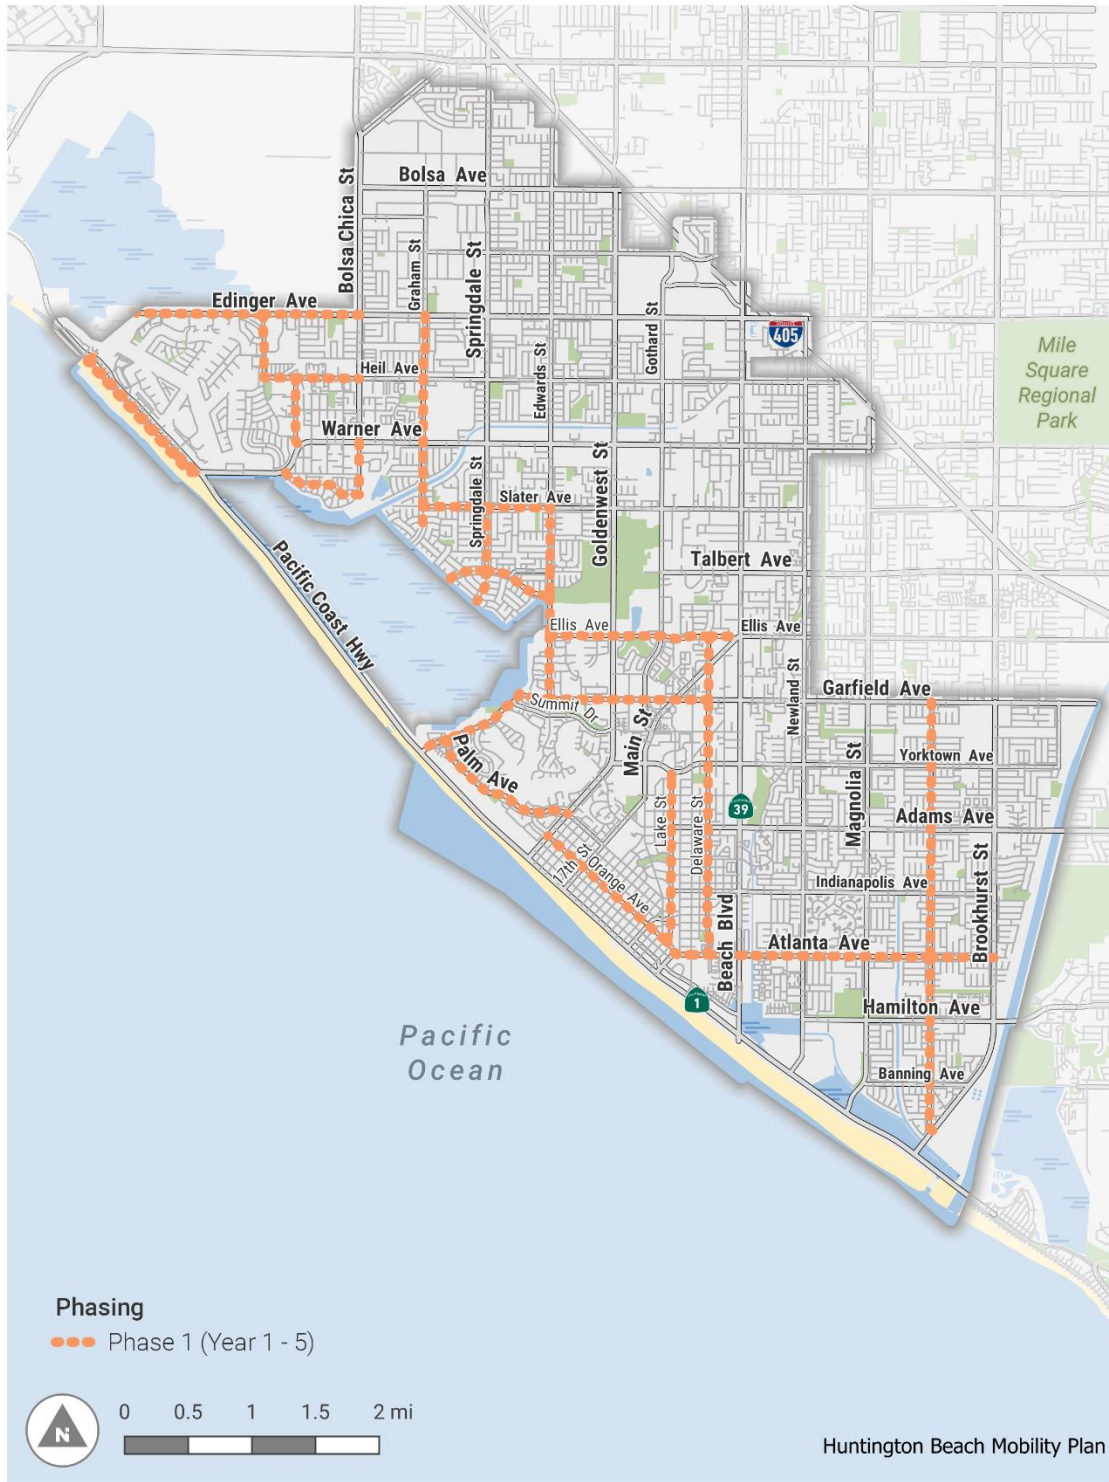 Bolsa Ave
Bolsa Chica St
Graham St
Springdale St
Edinger Ave
Gothard St
405
Mile
Square
Regional
Park
Heil Ave
Edwards St
Warner Ave
Goldenwest St
Springdale St
Slater Ave
Talbert Ave
Pacific Coast Hwy
Ellis Ave
Ellis Ave
Newland St
Garfield Ave
Summit Dr
Main St
Palm Ave
Yorktown Ave
Magnolia St
Lake St
Delaware St
39
Adams Ave
17th St
Orange Ave
Indianapolis Ave
Brookhurst St
Beach Blvd
Atlanta Ave
1
Hamilton Ave
Pacific
Ocean
Banning Ave
Phasing
Phase 1 (Year 1 - 5)
N
0 0.5 1 1.5 2 mi
Huntington Beach Mobility Plan